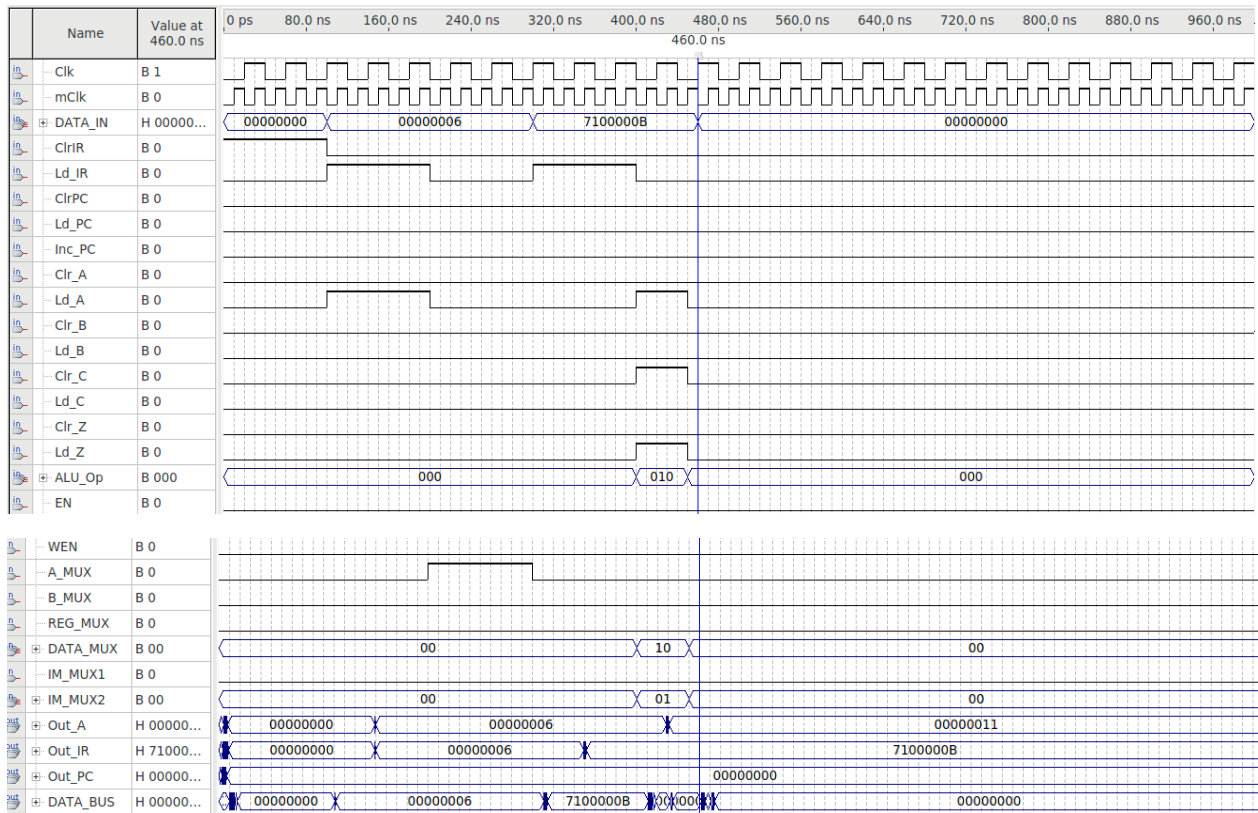 Name Value at 460.0 ns 0 ps 80.0 ns 160.0 ns 240.0 ns 320.0 ns 400.0 ns 480.0 ns 560.0 ns 640.0 ns 720.0 ns 800.0 ns 880.0 ns 960.0 ns
460.0 ns
Clk B 1
mClk B 0
DATA_IN H 00000... 00000000 00000006 7100000B 00000000
ClrIR B 0
Ld_IR B 0
ClrPC B 0
Ld_PC B 0
Inc_PC B 0
Clr_A B 0
Ld_A B 0
Clr_B B 0
Ld_B B 0
Clr_C B 0
Ld_C B 0
Clr_Z B 0
Ld_Z B 0
ALU_Op B 000 000 010 000
EN B 0
WEN B 0
A_MUX B 0
B_MUX B 0
REG_MUX B 0
DATA_MUX B 00 00 10 00
IM_MUX1 B 0
IM_MUX2 B 00 00 01 00
Out_A H 00000... 00000000 00000006 00000011
Out_IR H 71000... 00000000 00000006 7100000B
Out_PC H 00000... 00000000
DATA_BUS H 00000... 00000000 00000006 7100000B 00000000